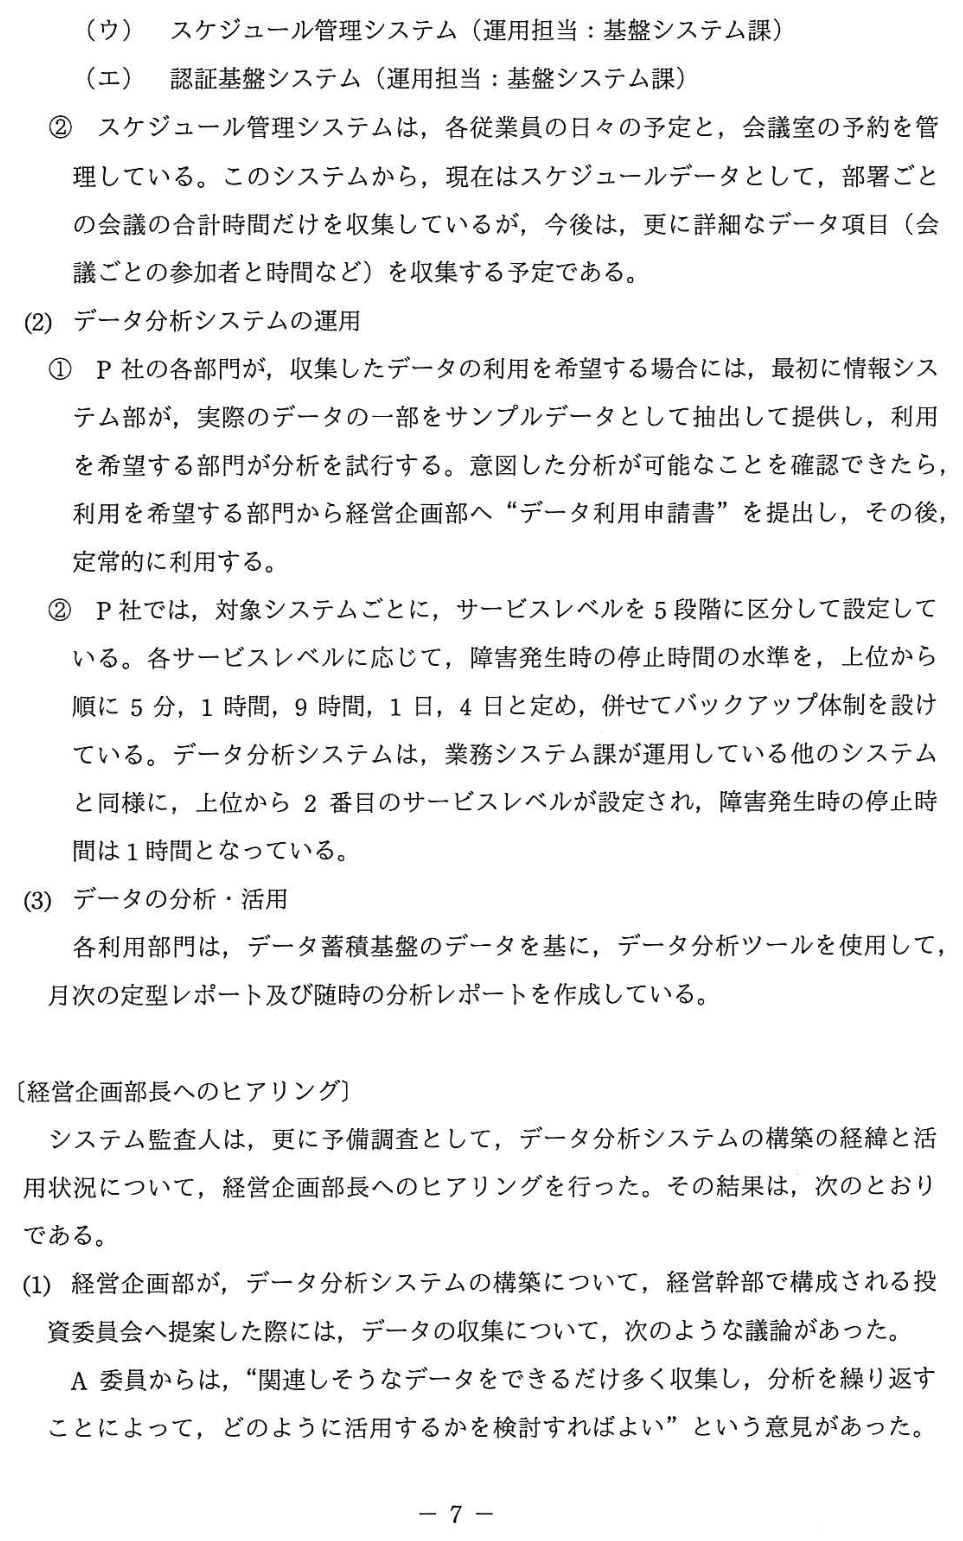 （ウ）　スケジュール管理システム（運用担当：基盤システム課）
（エ）　認証基盤システム（運用担当：基盤システム課）
②　スケジュール管理システムは，各従業員の日々の予定と，会議室の予約を管
理している。このシステムから，現在はスケジュールデータとして，部署ごと
の会議の合計時間だけを収集しているが，今後は，更に詳細なデータ項目（会
議ごとの参加者と時間など）を収集する予定である。
(2)　データ分析システムの運用
①　P 社の各部門が，収集したデータの利用を希望する場合には，最初に情報シス
テム部が，実際のデータの一部をサンプルデータとして抽出して提供し，利用
を希望する部門が分析を試行する。意図した分析が可能なことを確認できたら，
利用を希望する部門から経営企画部へ“データ利用申請書”を提出し，その後，
定常的に利用する。
②　P 社では，対象システムごとに，サービスレベルを 5 段階に区分して設定して
いる。各サービスレベルに応じて，障害発生時の停止時間の水準を，上位から
順に 5 分，1 時間，9 時間，1 日，4 日と定め，併せてバックアップ体制を設け
ている。データ分析システムは，業務システム課が運用している他のシステム
と同様に，上位から 2 番目のサービスレベルが設定され，障害発生時の停止時
間は 1 時間となっている。
(3)　データの分析・活用
各利用部門は，データ蓄積基盤のデータを基に，データ分析ツールを使用して，
月次の定型レポート及び随時の分析レポートを作成している。
〔経営企画部長へのヒアリング〕
システム監査人は，更に予備調査として，データ分析システムの構築の経緯と活
用状況について，経営企画部長へのヒアリングを行った。その結果は，次のとおり
である。
(1)　経営企画部が，データ分析システムの構築について，経営幹部で構成される投
資委員会へ提案した際には，データの収集について，次のような議論があった。
A 委員からは，“関連しそうなデータをできるだけ多く収集し，分析を繰り返す
ことによって，どのように活用するかを検討すればよい”という意見があった。
－ 7 －